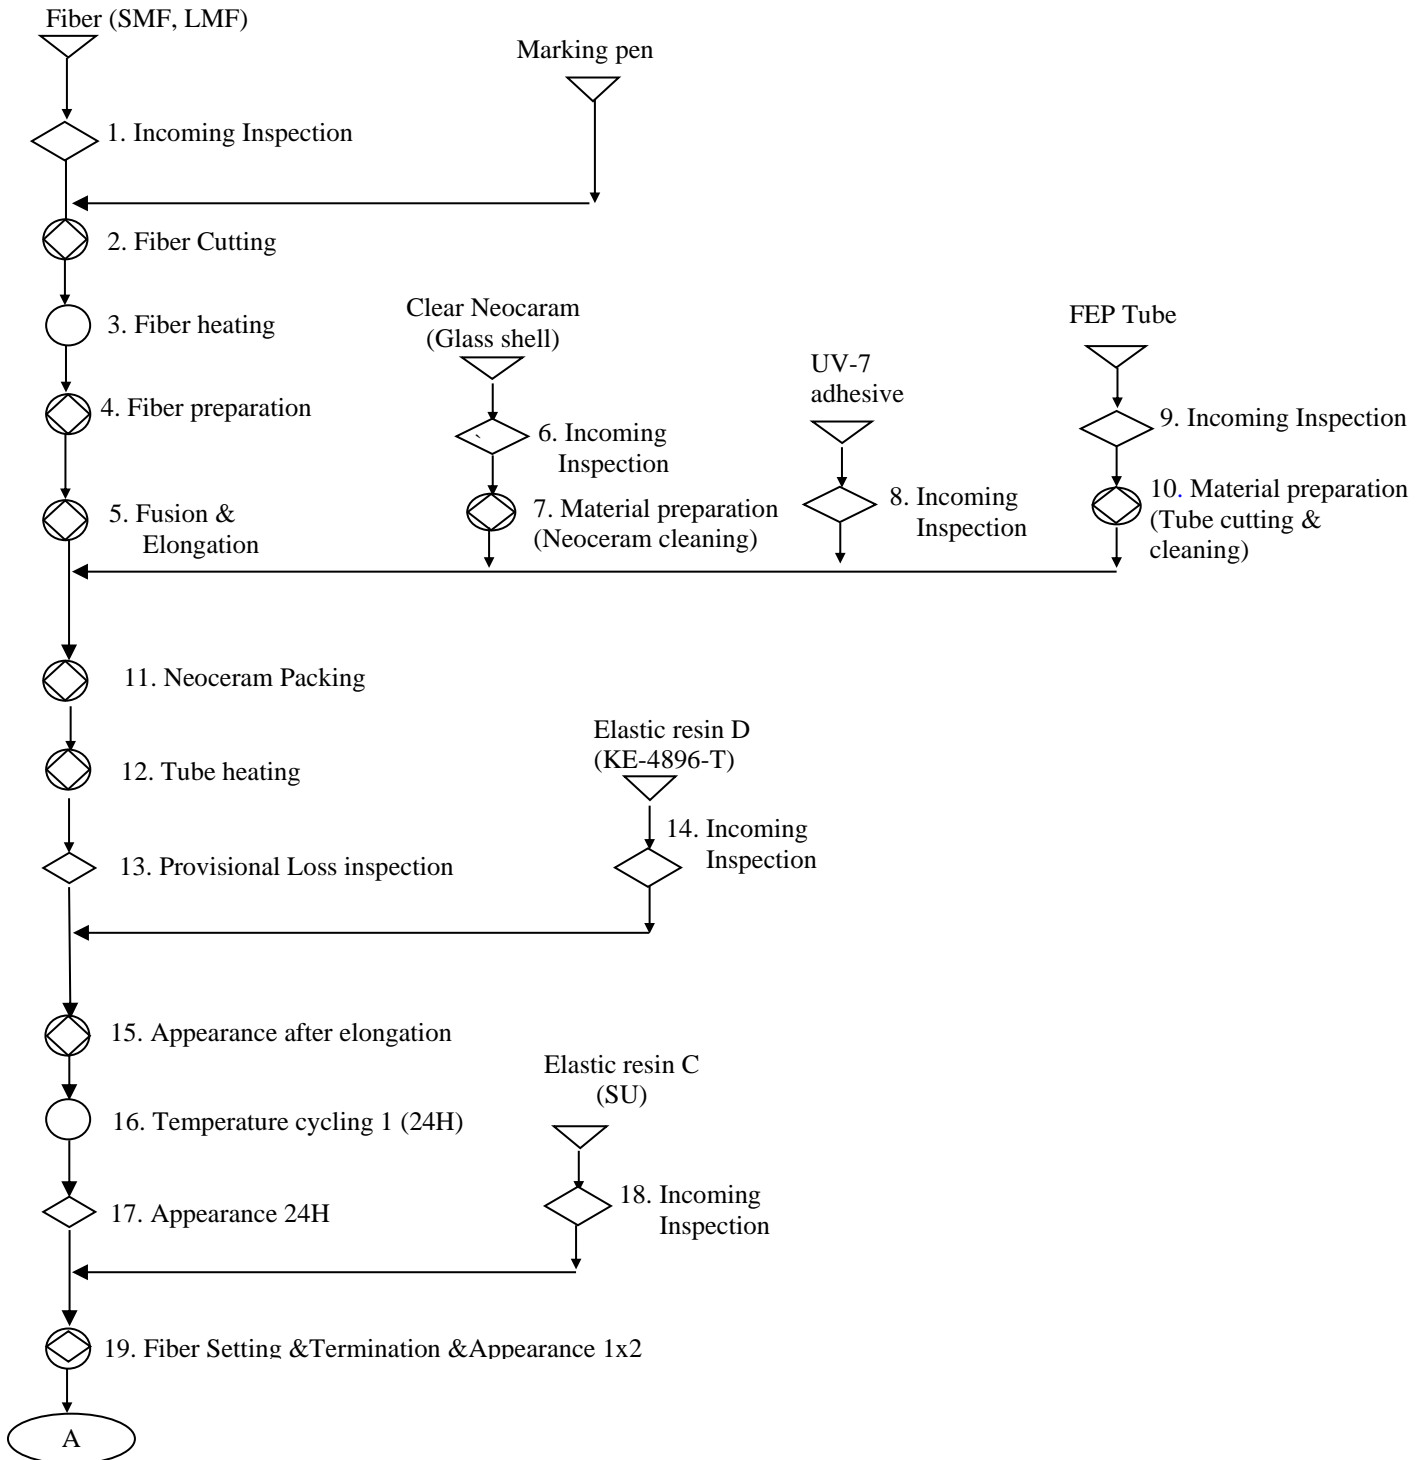 Fiber (SMF, LMF)
Marking pen
1. Incoming Inspection
2. Fiber Cutting
3. Fiber heating
4. Fiber preparation
5. Fusion &
Elongation
Clear Neocaram
(Glass shell)
6. Incoming
Inspection
7. Material preparation
(Neoceram cleaning)
UV-7
adhesive
8. Incoming
Inspection
FEP Tube
9. Incoming Inspection
10. Material preparation
(Tube cutting &
cleaning)
11. Neoceram Packing
12. Tube heating
13. Provisional Loss inspection
Elastic resin D
(KE-4896-T)
14. Incoming
Inspection
15. Appearance after elongation
16. Temperature cycling 1 (24H)
17. Appearance 24H
Elastic resin C
(SU)
18. Incoming
Inspection
19. Fiber Setting &Termination &Appearance 1x2
A